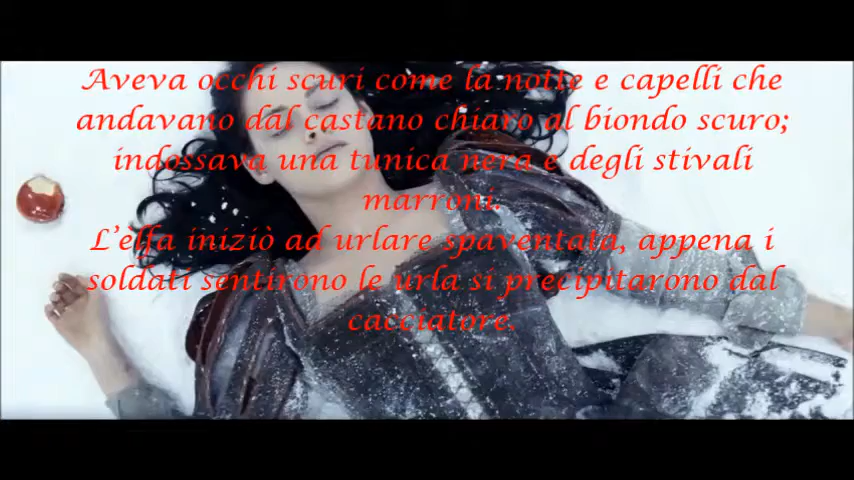 Aveva occhi scuri come la notte e capelli che
andavano dal castano chiaro al biondo scuro;
indossava una tunica nera e degli stivali
marroni.
L'elfa iniziò ad urlare spaventata, appena i
soldati sentirono le urla si precipitarono dal
cacciatore.